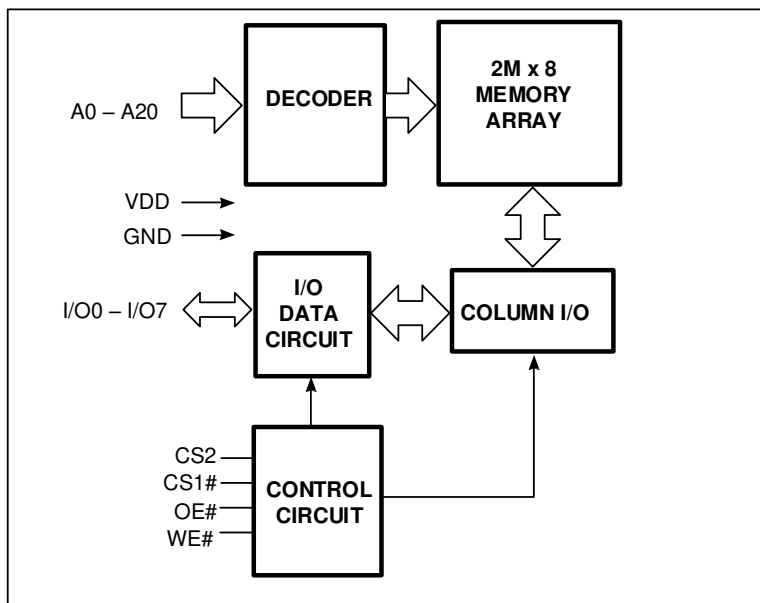 A0 – A20
DECODER
2M x 8
MEMORY
ARRAY
VDD
GND
I/O0 – I/O7
I/O
DATA
CIRCUIT
COLUMN I/O
CS2
CS1#
OE#
WE#
CONTROL
CIRCUIT